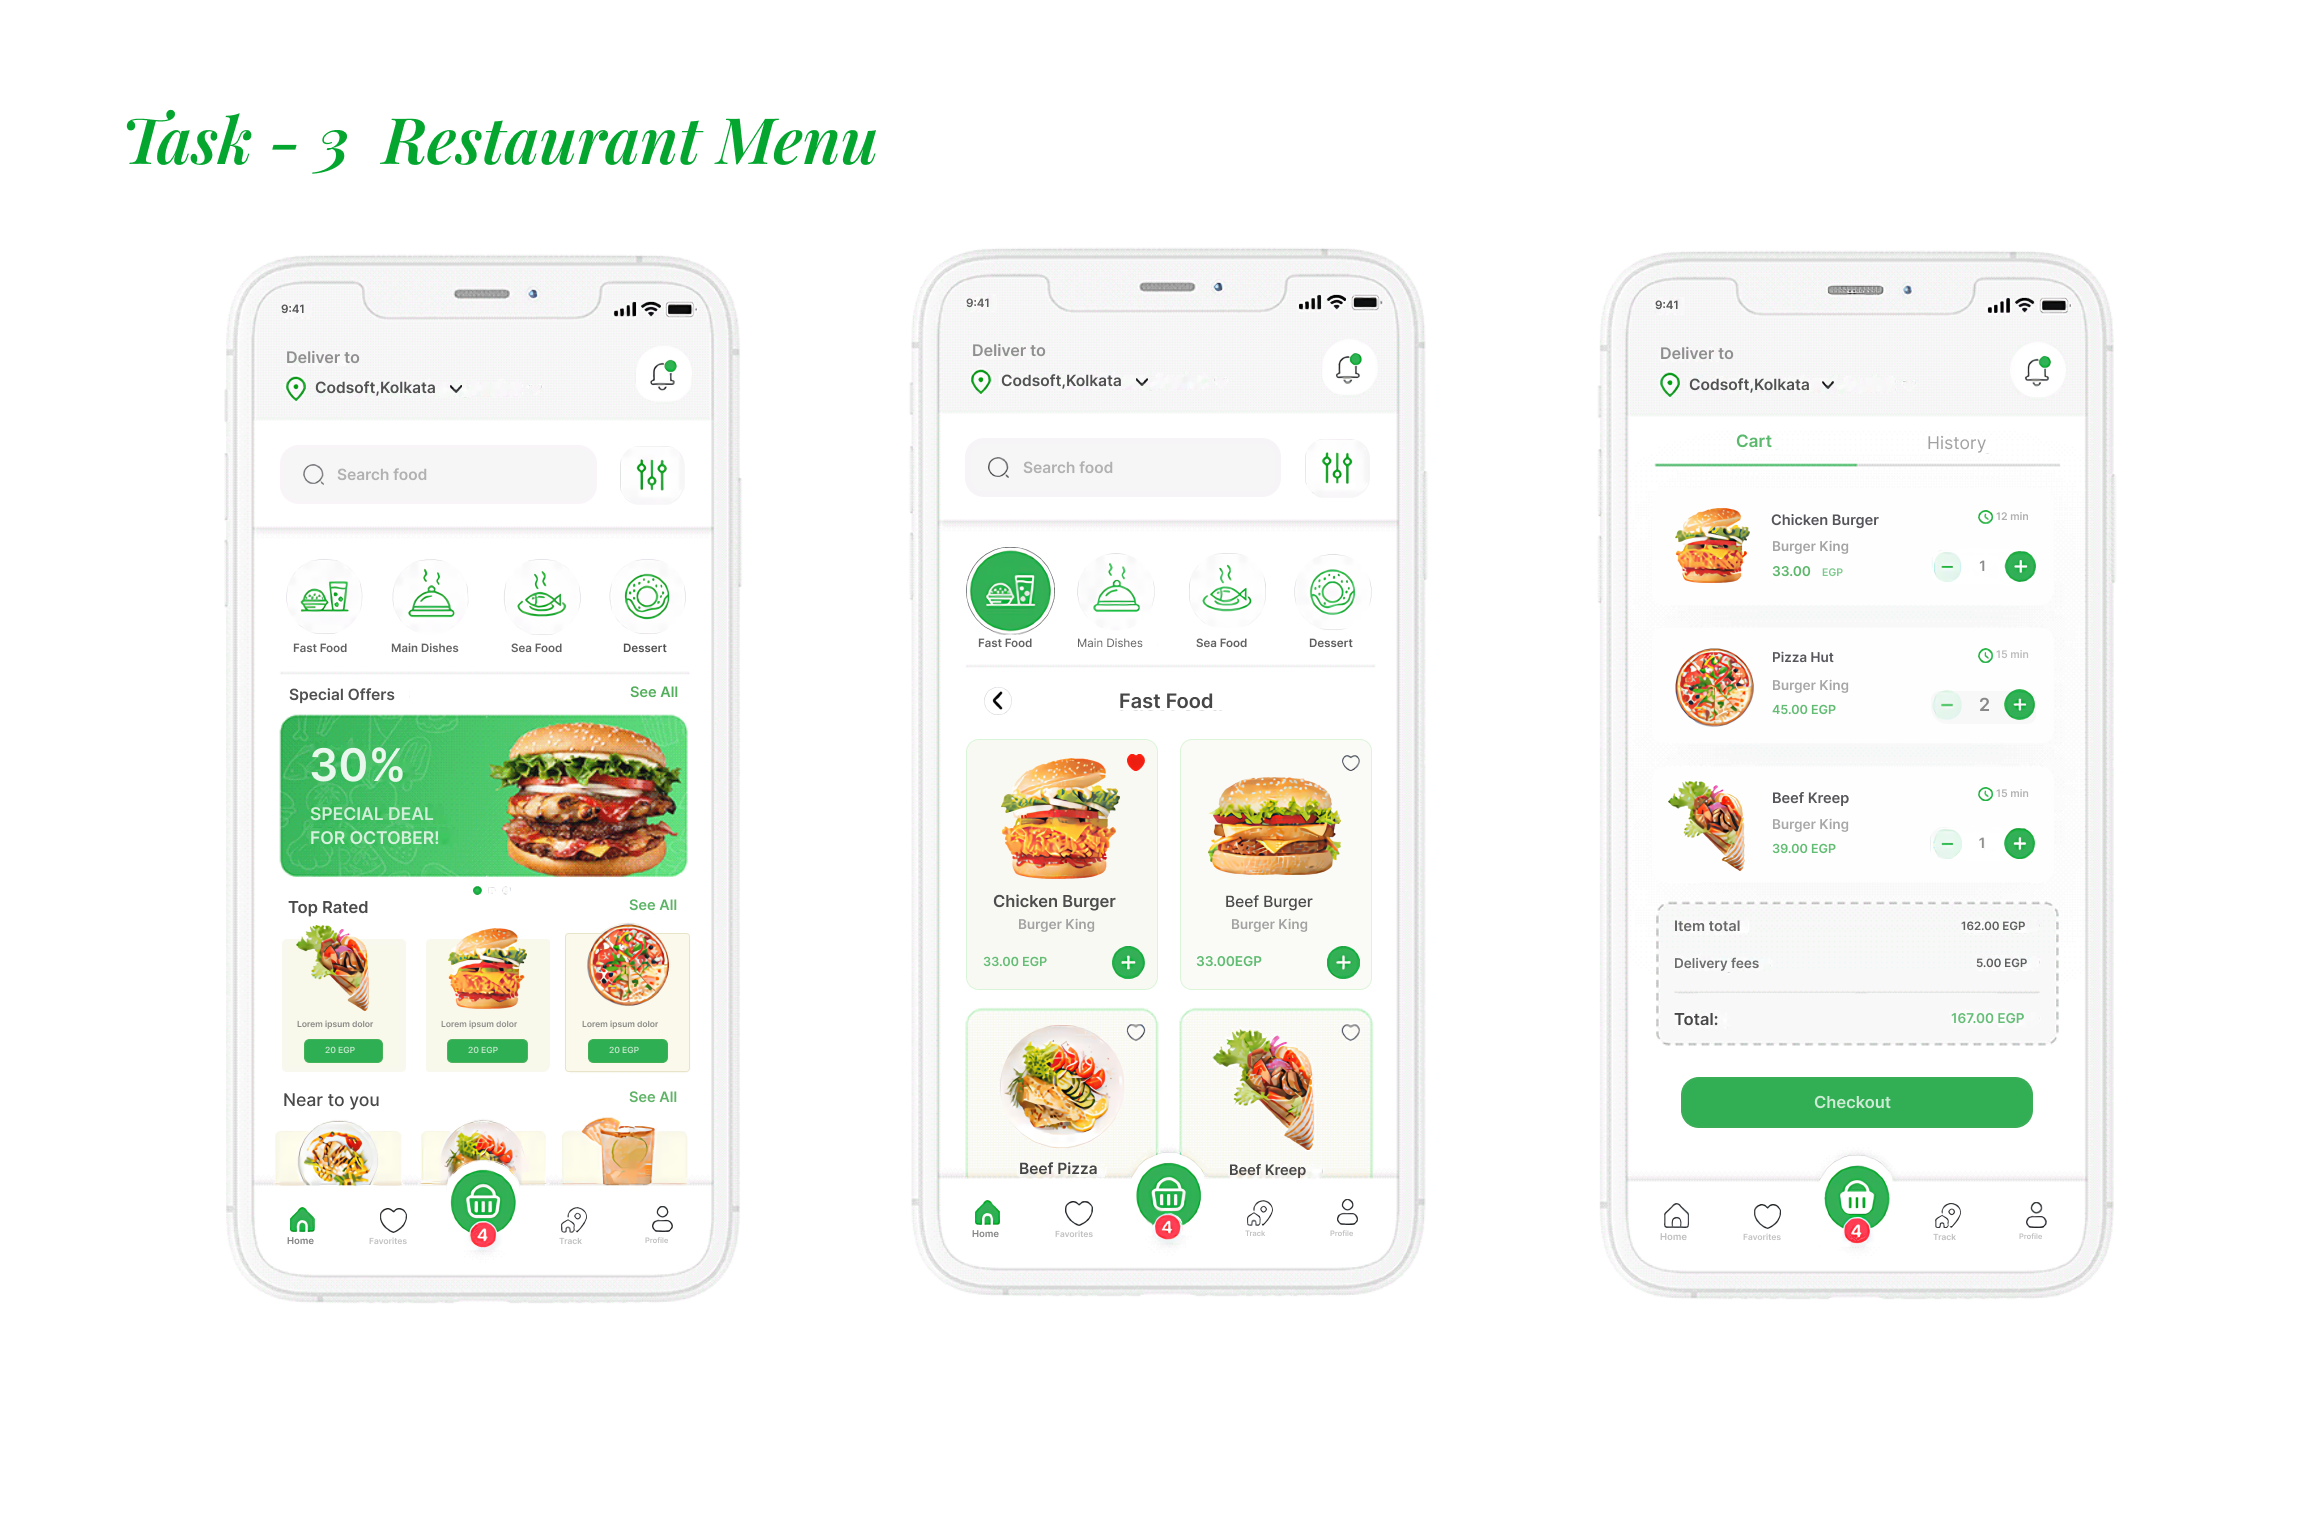 Task - 3 Restaurant Menu
9:41
Deliver to
Codsoft,Kolkata
Search food
Fast Food
Main Dishes
Sea Food
Dessert
Special Offers
See All
30%
SPECIAL DEAL
FOR OCTOBER!
Top Rated
See All
Lorem ipsum dolor
Lorem ipsum dolor
Lorem ipsum dolor
20 EGP
20 EGP
20 EGP
Near to you
See All
Home
Favorites
4
Track
Profile
9:41
Deliver to
Codsoft,Kolkata
Search food
Fast Food
Main Dishes
Sea Food
Dessert
Fast Food
Chicken Burger
Burger King
33.00 EGP
Beef Burger
Burger King
33.00EGP
Beef Pizza
Beef Kreep
Home
Favorites
4
Track
Profile
9:41
Deliver to
Codsoft,Kolkata
Cart
History
Chicken Burger
12 min
Burger King
33.00 EGP
1
Pizza Hut
15 min
Burger King
45.00 EGP
2
Beef Kreep
15 min
Burger King
39.00 EGP
1
Item total 162.00 EGP
Delivery fees 5.00 EGP
Total: 167.00 EGP
Checkout
Home
Favorites
4
Track
Profile